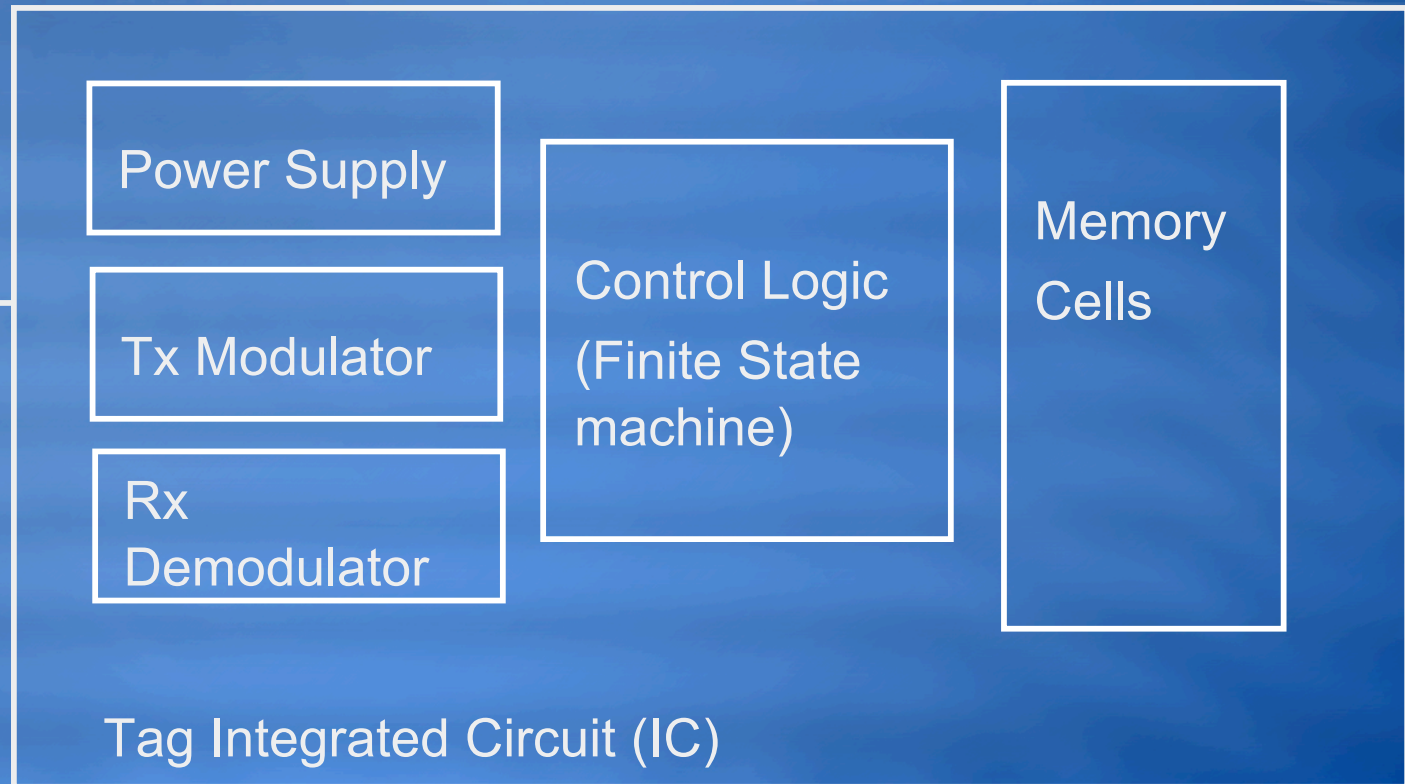 Power Supply
Tx Modulator
Rx
Demodulator
Control Logic
(Finite State
machine)
Memory
Cells
Tag Integrated Circuit (IC)